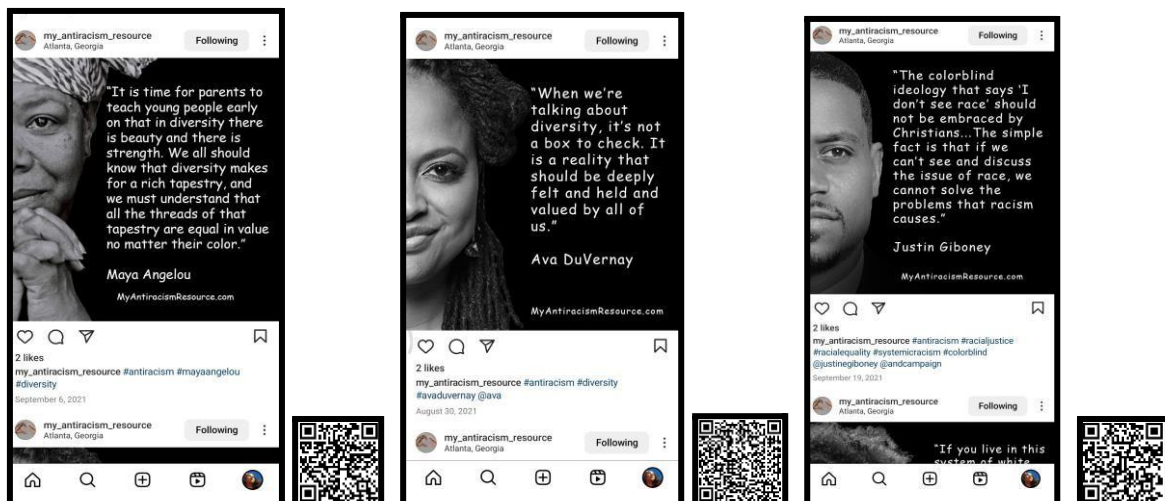 my_antiracism_resource
Atlanta, Georgia
Following
"It is time for parents to
teach young people early
on that in diversity there
is beauty and there is
strength. We all should
know that diversity makes
for a rich tapestry, and
we must understand that
all the threads of that
tapestry are equal in value
no matter their color."
Maya Angelou
MyAntiracismResource.com
2 likes
my_antiracism_resource #antiracism #mayaangelou
#diversity
September 6, 2021
my_antiracism_resource
Atlanta, Georgia
Following
my_antiracism_resource
Atlanta, Georgia
Following
"When we're
talking about
diversity, it's not
a box to check. It
is a reality that
should be deeply
felt and held and
valued by all of
us."
Ava DuVernay
MyAntiracismResource.com
2 likes
my_antiracism_resource #antiracism #diversity
#avaduvernay @ava
August 30, 2021
my_antiracism_resource
Atlanta, Georgia
Following
my_antiracism_resource
Atlanta, Georgia
Following
"The colorblind
ideology that says 'I
don't see race' should
not be embraced by
Christians...The simple
fact is that if we
can't see and discuss
the issue of race, we
cannot solve the
problems that racism
causes."
Justin Giboney
MyAntiracismResource.com
2 likes
my_antiracism_resource #antiracism #racialjustice
#racialequality #systemicracism #colorblind
@justinegiboney @andcampaign
September 19, 2021
my_antiracism_resource
Atlanta, Georgia
Following
"If you live in this
system of white